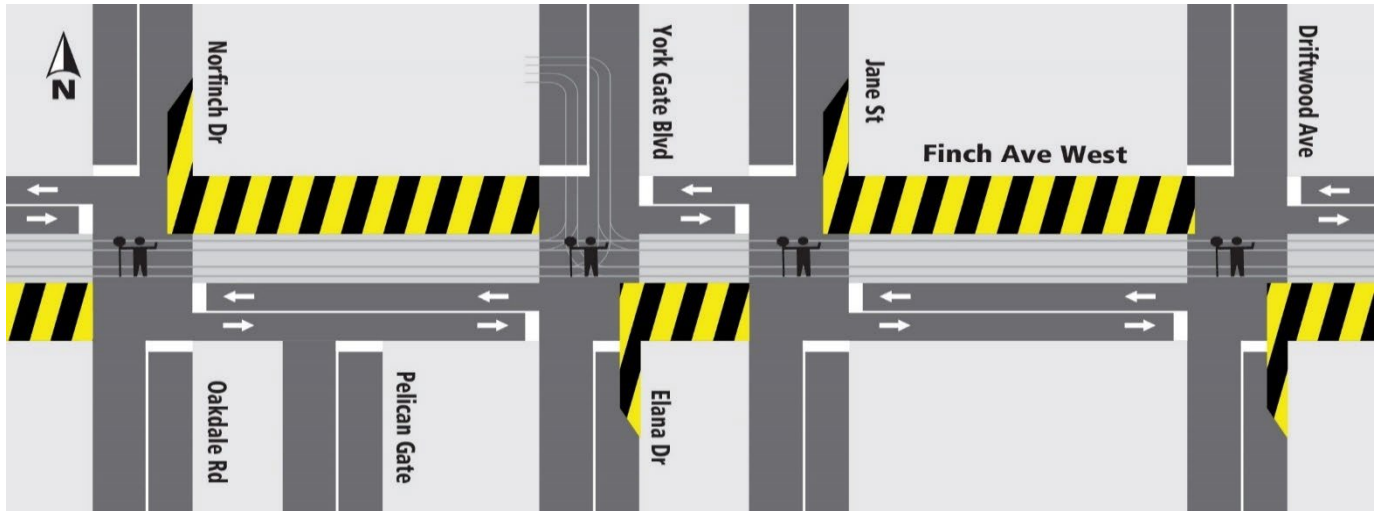 N
Norfinch Dr
York Gate Blvd
Jane St
Finch Ave West
Driftwood Ave
Oakdale Rd
Pelican Gate
Elana Dr